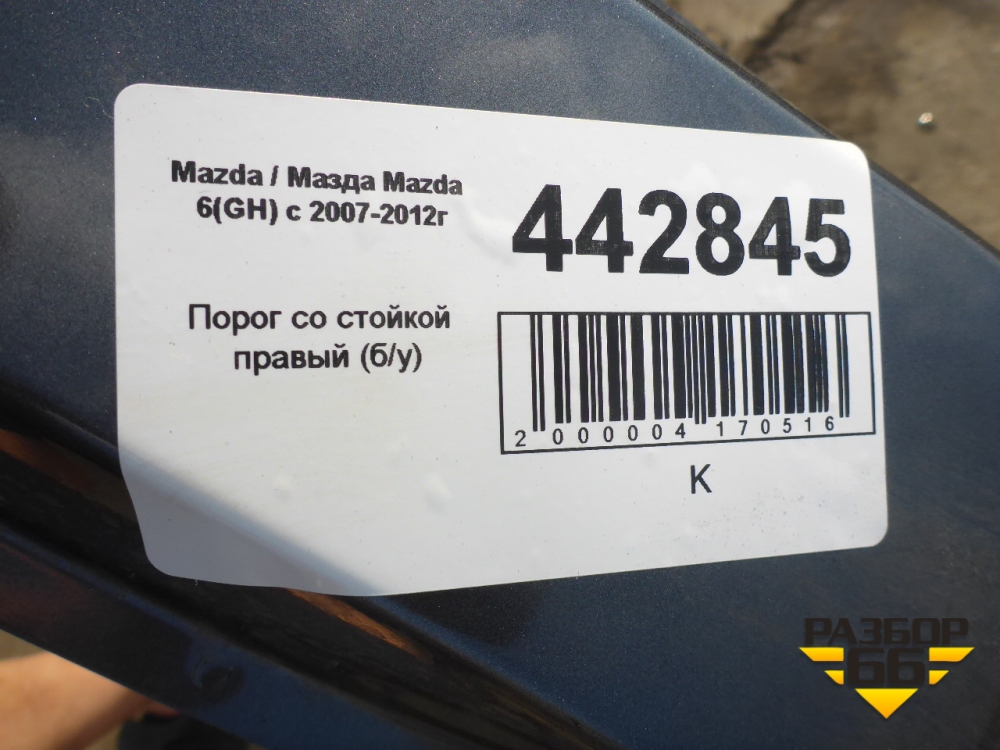 Mazda / Мазда Mazda
6(GH) с 2007-2012г
442845
Порог со стойкой
правый (б/у)
2 000004 170516
K
РАЗБОР
66